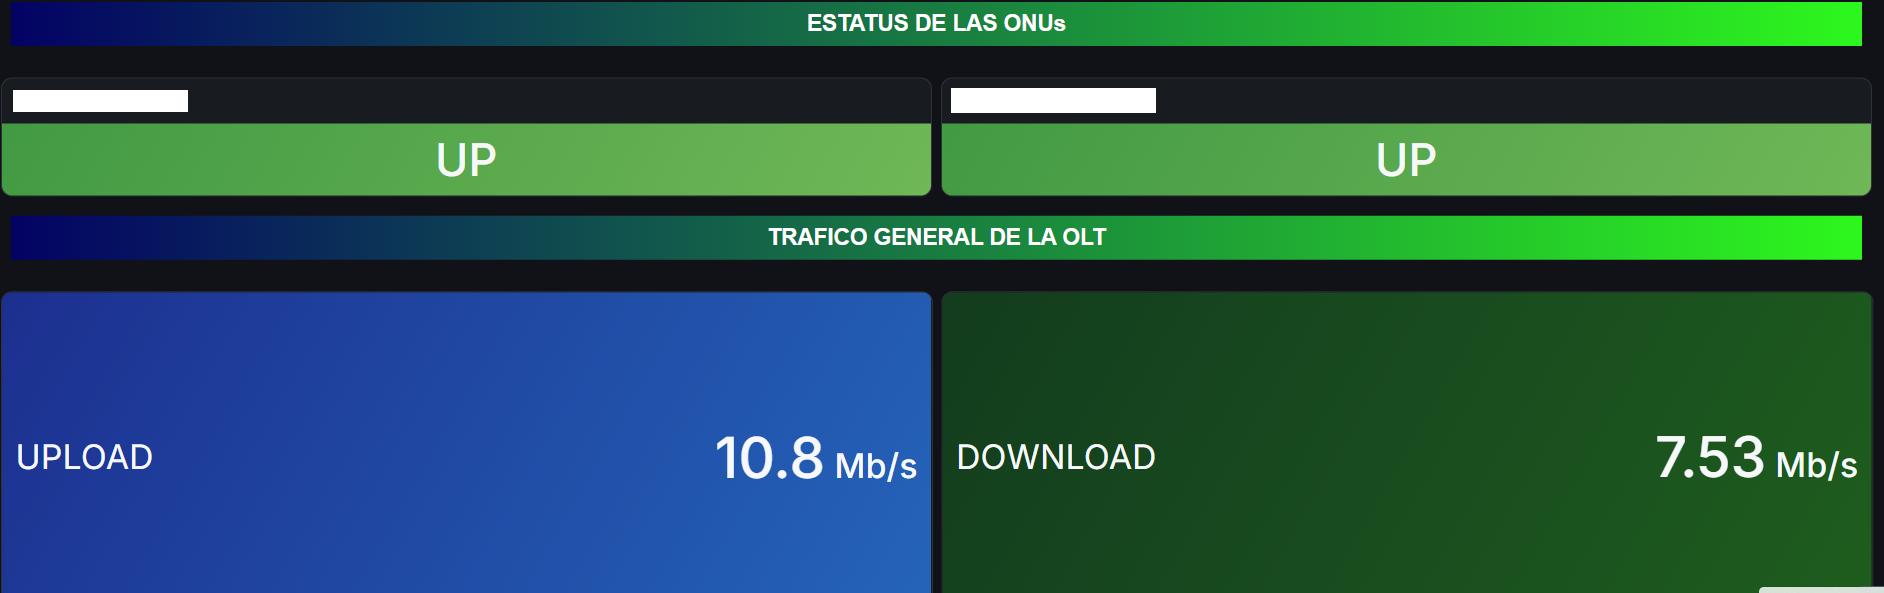 ESTATUS DE LAS ONUs
UP
UP
TRAFICO GENERAL DE LA OLT
UPLOAD
10.8 Mb/s
DOWNLOAD
7.53 Mb/s